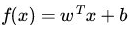 f(x) = w^T x + b